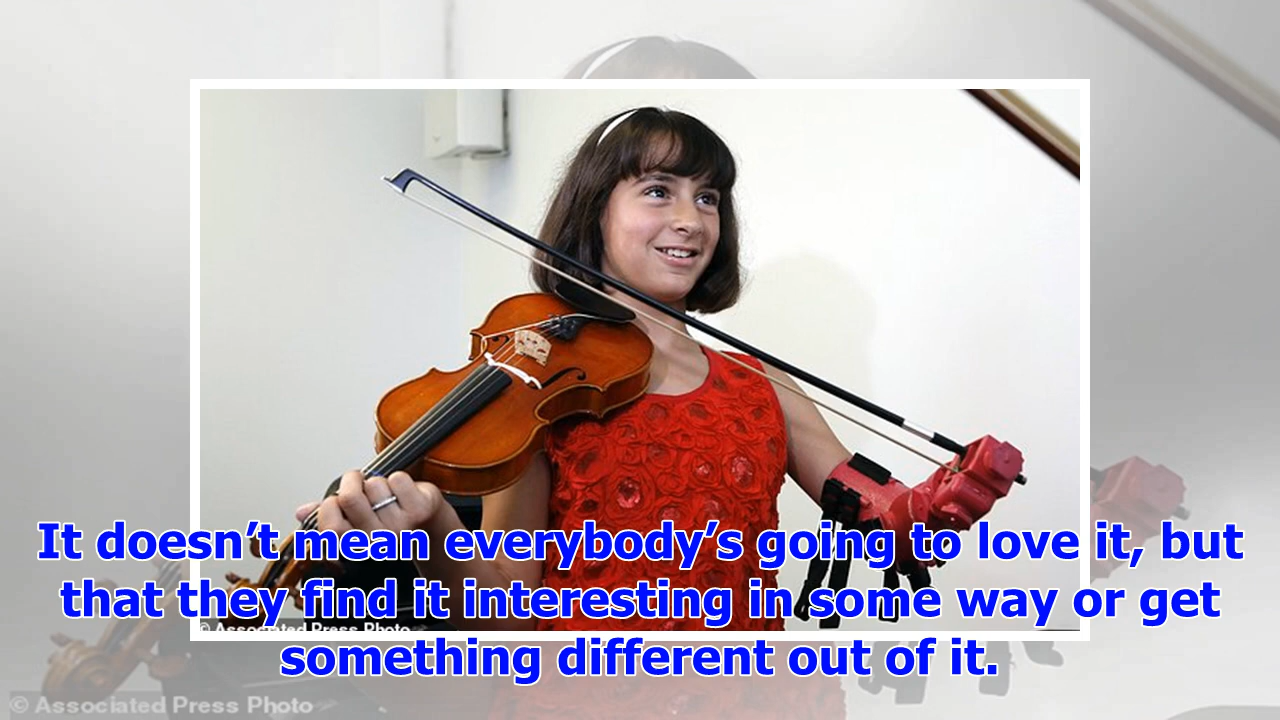 It doesn’t mean everybody’s going to love it, but
that they find it interesting in some way or get
© Associated Press Photo
something different out of it.
© Associated Press Photo